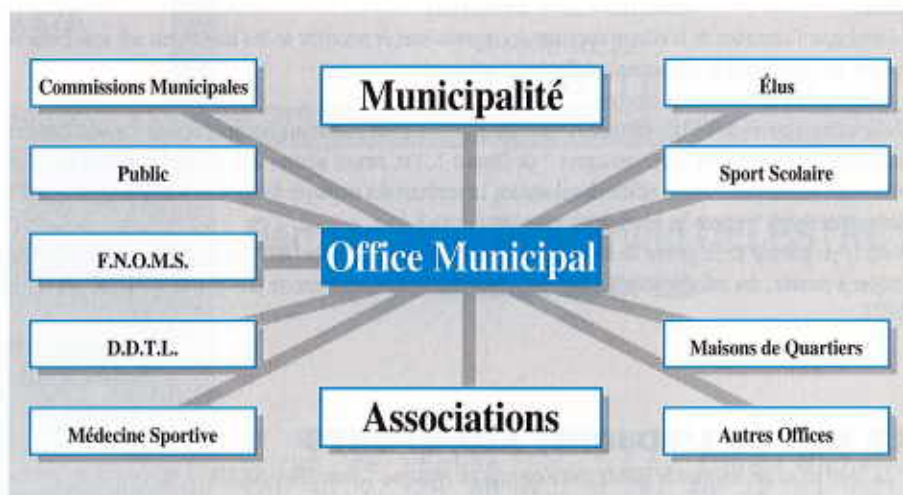 Commissions Municipales
Municipalité
Élus
Public
Sport Scolaire
F.N.O.M.S.
Office Municipal
D.D.T.L.
Maisons de Quartiers
Médecine Sportive
Associations
Autres Offices